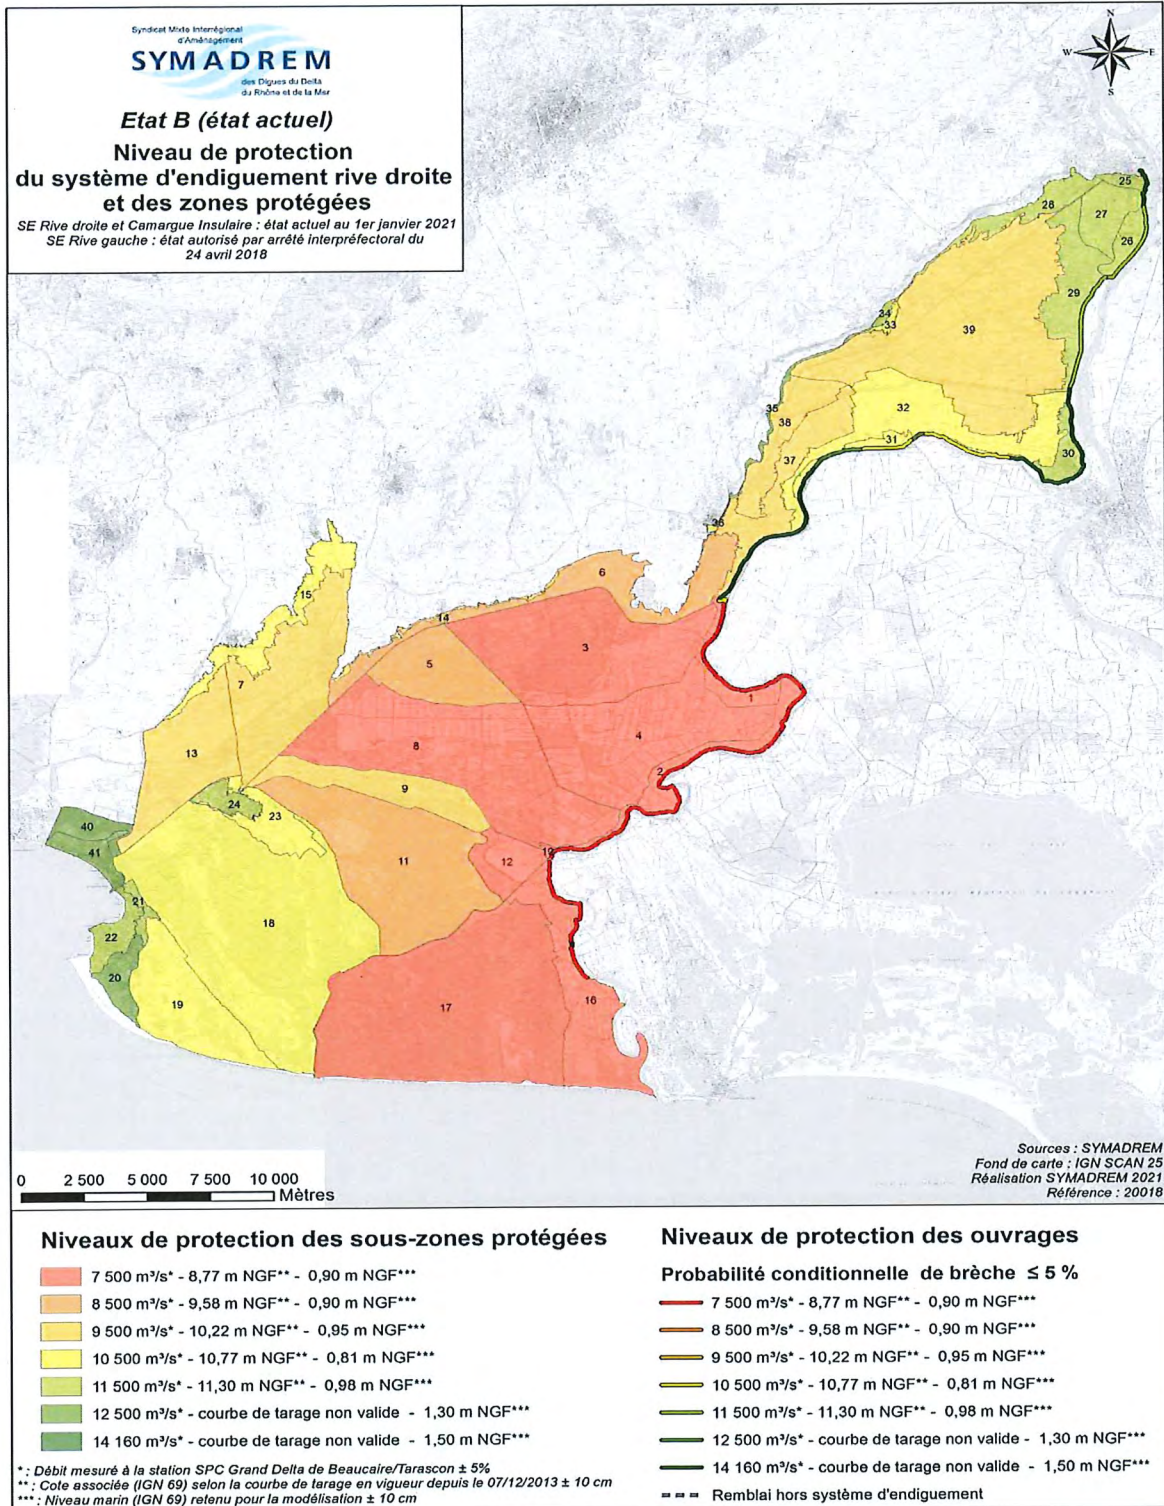 Syndicat Mixte Interrégional
d'Aménagement
SYMADREM
des Digues du Delta
du Rhône et de la Mer
Etat B (état actuel)
Niveau de protection
du système d'endiguement rive droite
et des zones protégées
SE Rive droite et Camargue Insulaire : état actuel au 1er janvier 2021
SE Rive gauche : état autorisé par arrêté interpréfectoral du
24 avril 2018
N
W
E
S
25
28
27
26
29
34
33
39
35
38
32
31
37
30
36
6
15
14
3
5
7
1
13
8
4
2
9
24
23
40
41
10
12
11
21
18
22
20
19
17
16
Sources : SYMADREM
Fond de carte : IGN SCAN 25
Réalisation SYMADREM 2021
Référence : 20018
0 2 500 5 000 7 500 10 000
Mètres
Niveaux de protection des sous-zones protégées
7 500 m³/s* - 8,77 m NGF** - 0,90 m NGF***
8 500 m³/s* - 9,58 m NGF** - 0,90 m NGF***
9 500 m³/s* - 10,22 m NGF** - 0,95 m NGF***
10 500 m³/s* - 10,77 m NGF** - 0,81 m NGF***
11 500 m³/s* - 11,30 m NGF** - 0,98 m NGF***
12 500 m³/s* - courbe de tarage non valide - 1,30 m NGF***
14 160 m³/s* - courbe de tarage non valide - 1,50 m NGF***
* : Débit mesuré à la station SPC Grand Delta de Beaucaire/Tarascon ± 5%
** : Cote associée (IGN 69) selon la courbe de tarage en vigueur depuis le 07/12/2013 ± 10 cm
*** : Niveau marin (IGN 69) retenu pour la modélisation ± 10 cm
Niveaux de protection des ouvrages
Probabilité conditionnelle de brèche ≤ 5 %
7 500 m³/s* - 8,77 m NGF** - 0,90 m NGF***
8 500 m³/s* - 9,58 m NGF** - 0,90 m NGF***
9 500 m³/s* - 10,22 m NGF** - 0,95 m NGF***
10 500 m³/s* - 10,77 m NGF** - 0,81 m NGF***
11 500 m³/s* - 11,30 m NGF** - 0,98 m NGF***
12 500 m³/s* - courbe de tarage non valide - 1,30 m NGF***
14 160 m³/s* - courbe de tarage non valide - 1,50 m NGF***
Remblai hors système d'endiguement